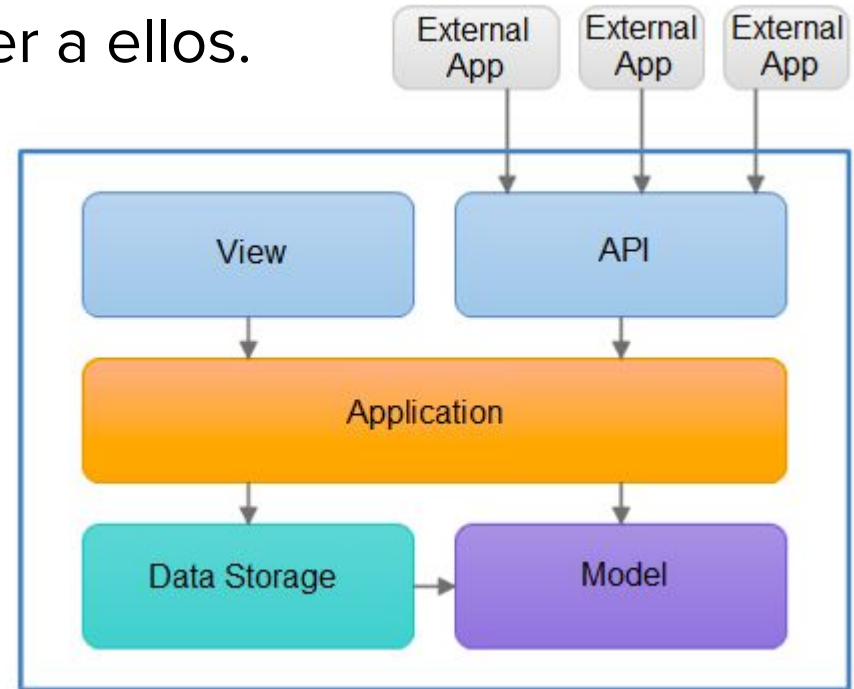 er a ellos.
External
App
External
App
External
App
View
API
Application
Data Storage
Model